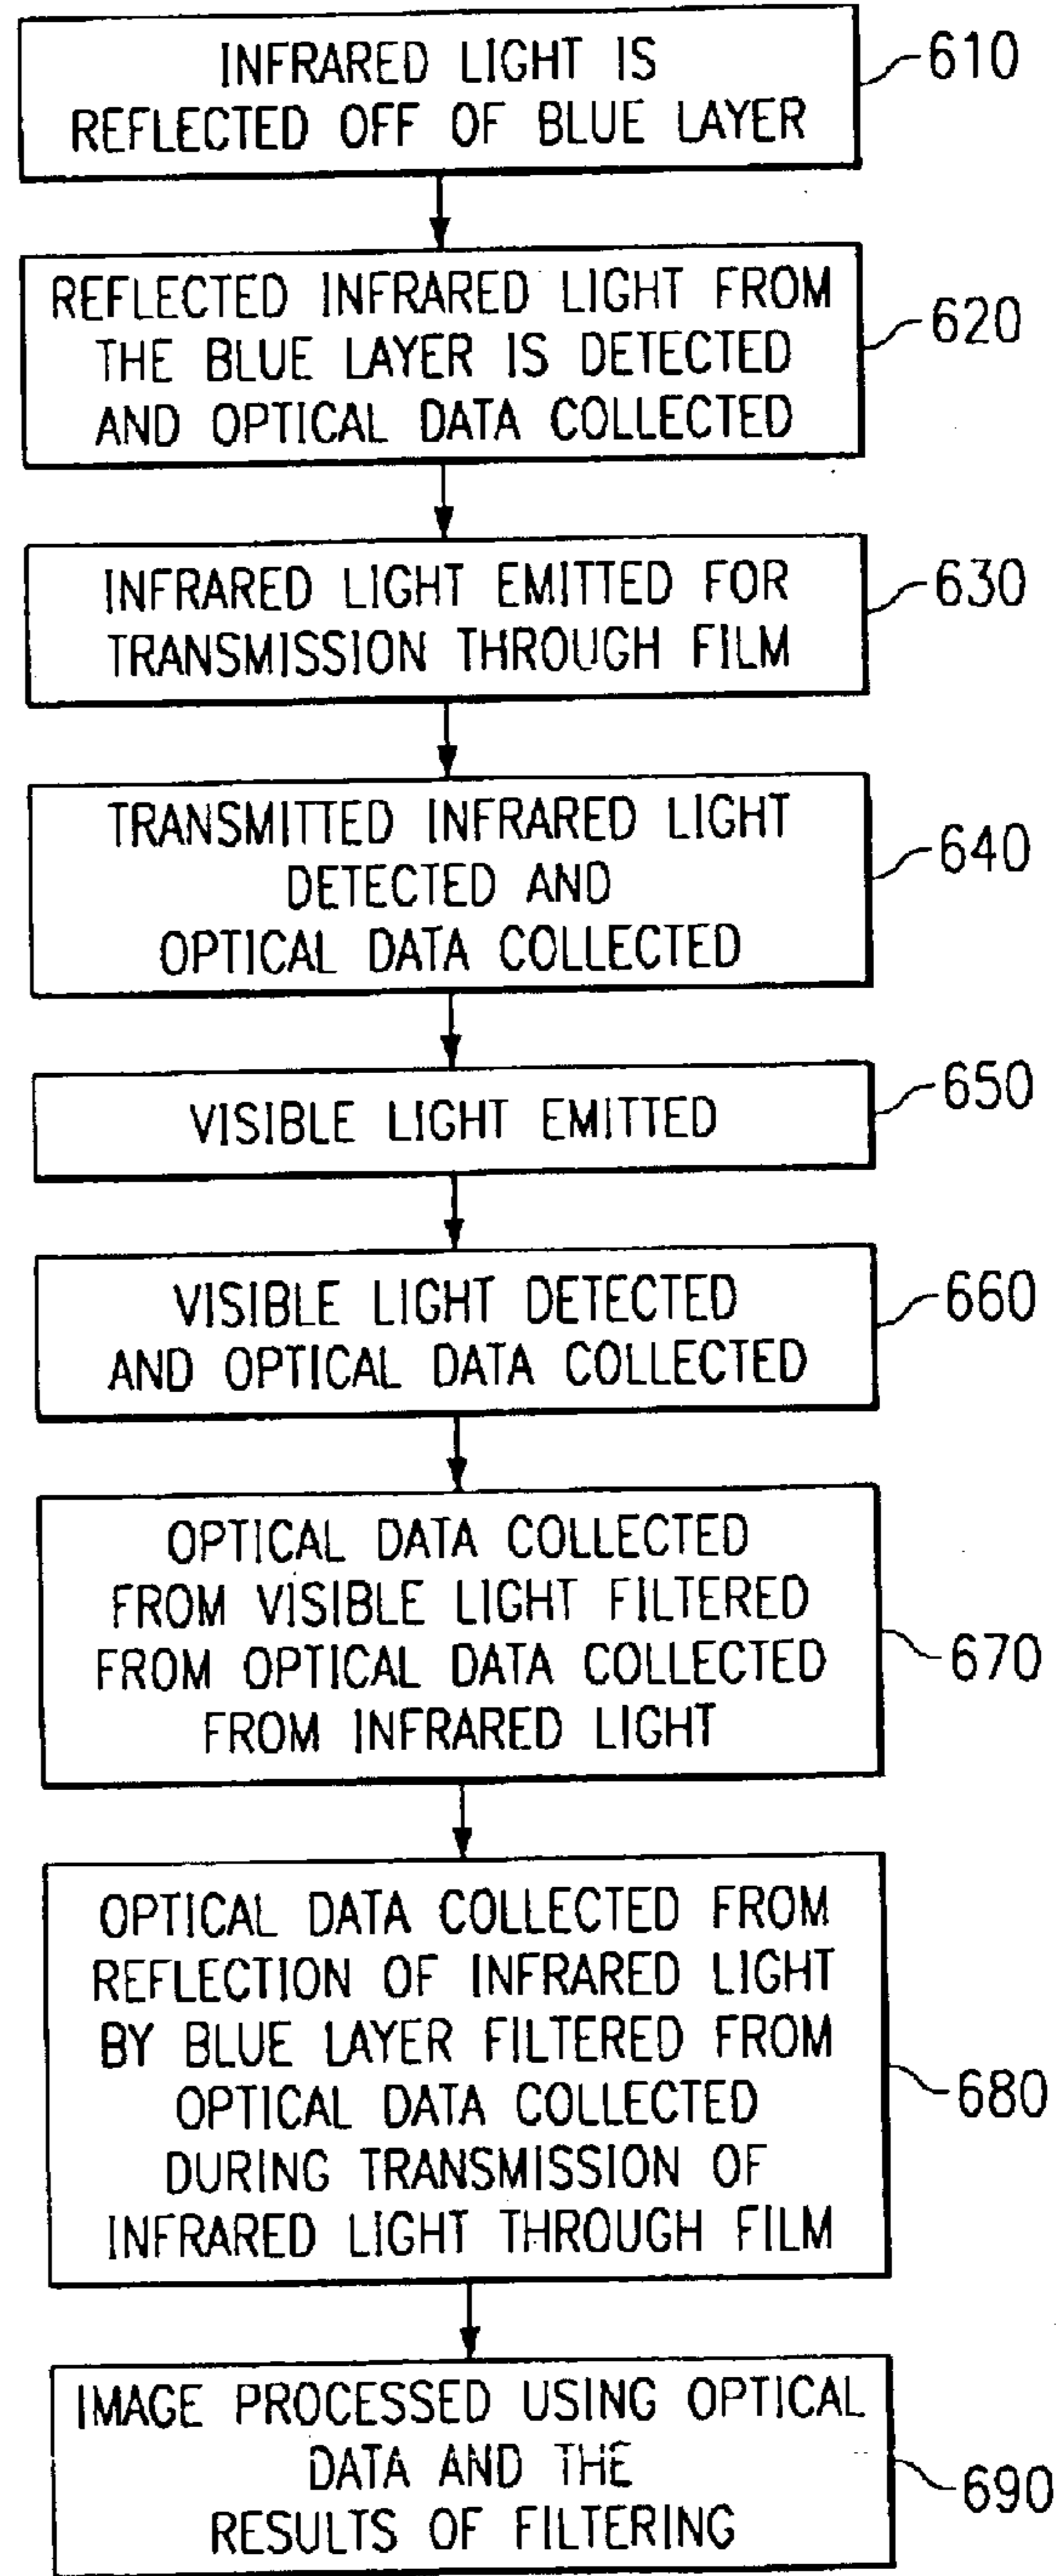 INFRARED LIGHT IS
REFLECTED OFF OF BLUE LAYER
610
REFLECTED INFRARED LIGHT FROM
THE BLUE LAYER IS DETECTED
AND OPTICAL DATA COLLECTED
620
INFRARED LIGHT EMITTED FOR
TRANSMISSION THROUGH FILM
630
TRANSMITTED INFRARED LIGHT
DETECTED AND
OPTICAL DATA COLLECTED
640
VISIBLE LIGHT EMITTED
650
VISIBLE LIGHT DETECTED
AND OPTICAL DATA COLLECTED
660
OPTICAL DATA COLLECTED
FROM VISIBLE LIGHT FILTERED
FROM OPTICAL DATA COLLECTED
FROM INFRARED LIGHT
670
OPTICAL DATA COLLECTED FROM
REFLECTION OF INFRARED LIGHT
BY BLUE LAYER FILTERED FROM
OPTICAL DATA COLLECTED
DURING TRANSMISSION OF
INFRARED LIGHT THROUGH FILM
680
IMAGE PROCESSED USING OPTICAL
DATA AND THE
RESULTS OF FILTERING
690